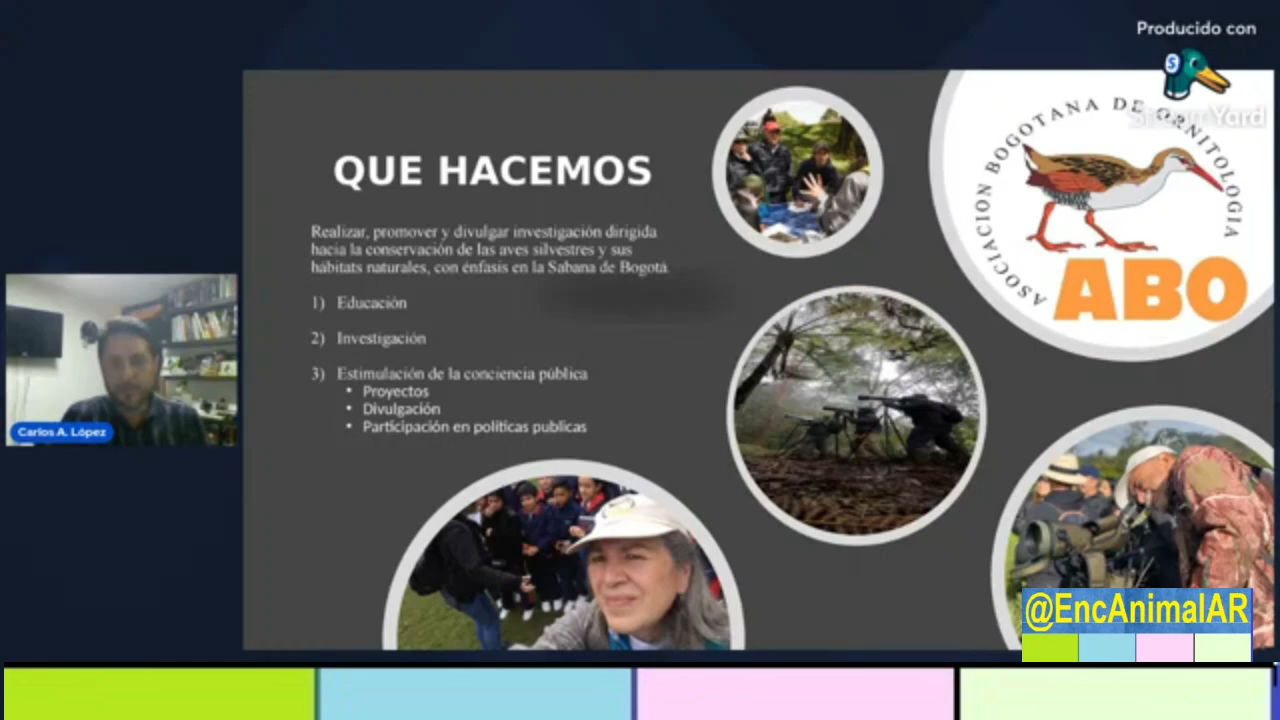 Producido con
StreamYard
ASOCIACION BOGOTANA DE ORNITOLOGIA
ABO
QUE HACEMOS
Realizar, promover y divulgar investigación dirigida
hacia la conservación de las aves silvestres y sus
hábitats naturales, con énfasis en la Sabana de Bogotá.
1) Educación
2) Investigación
3) Estimulación de la conciencia pública
• Proyectos
• Divulgación
• Participación en políticas publicas
Carlos A. López
@EncAnimalAR